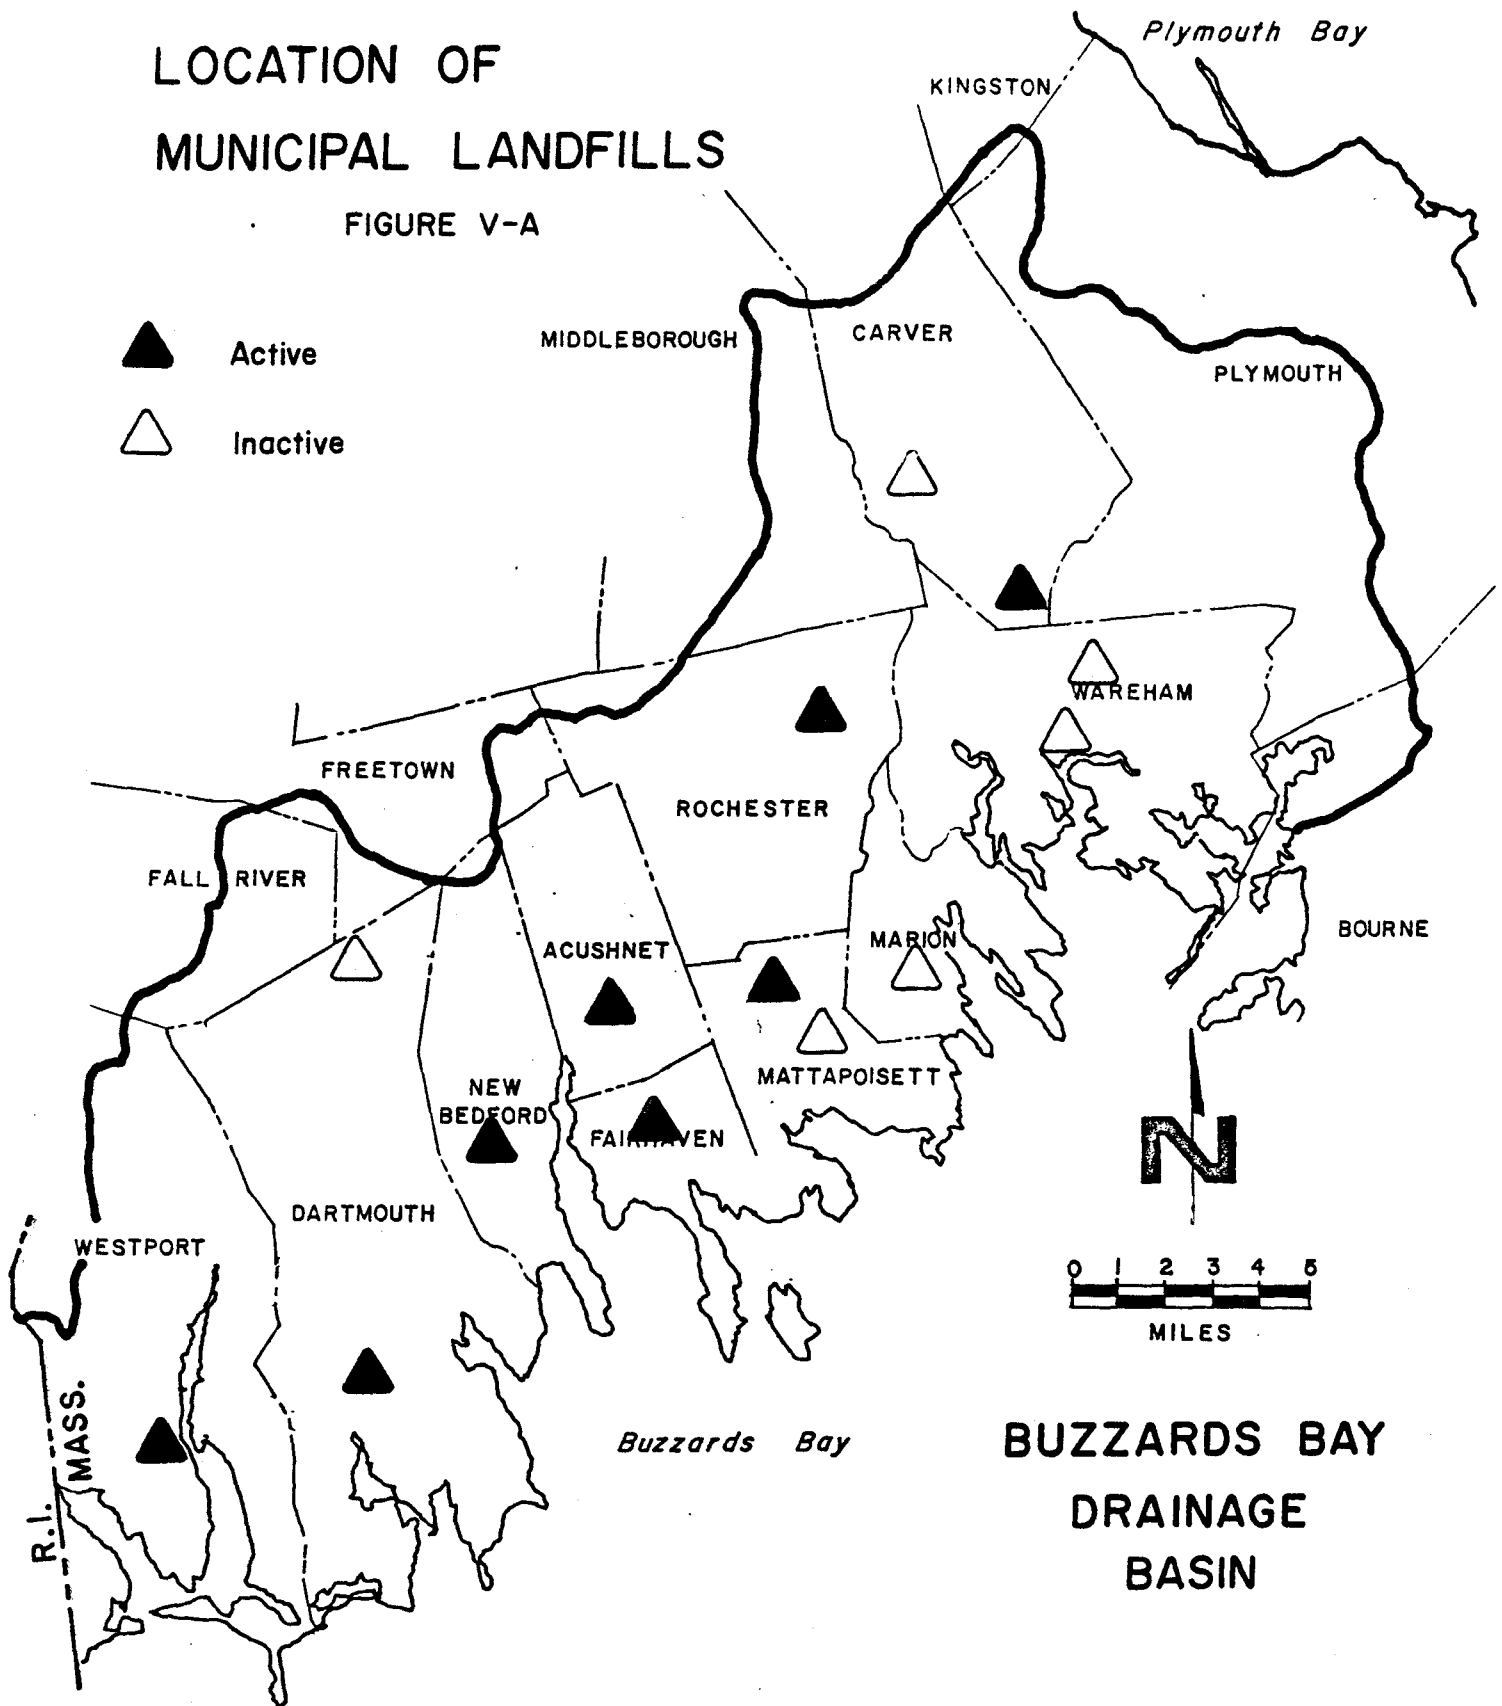 LOCATION OF
MUNICIPAL LANDFILLS
FIGURE V-A
Active
Inactive
Plymouth Bay
KINGSTON
MIDDLEBOROUGH
CARVER
PLYMOUTH
WAREHAM
FREETOWN
ROCHESTER
FALL RIVER
ACUSHNET
MARION
BOURNE
MATTAPOISETT
NEW
BEDFORD
FAIRHAVEN
N
DARTMOUTH
WESTPORT
0 1 2 3 4 5
MILES
R.I.
MASS.
Buzzards Bay
BUZZARDS BAY
DRAINAGE
BASIN